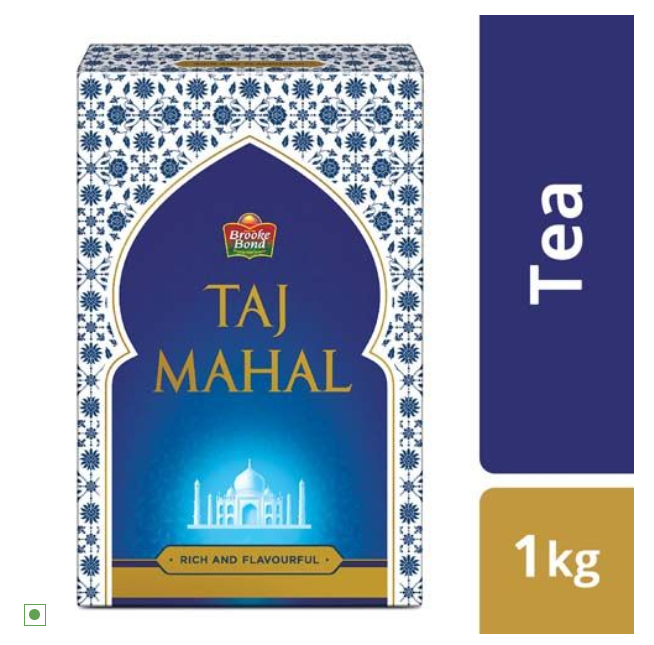 Brooke
Bond
TAJ
MAHAL
• RICH AND FLAVOURFUL •
Tea
1kg